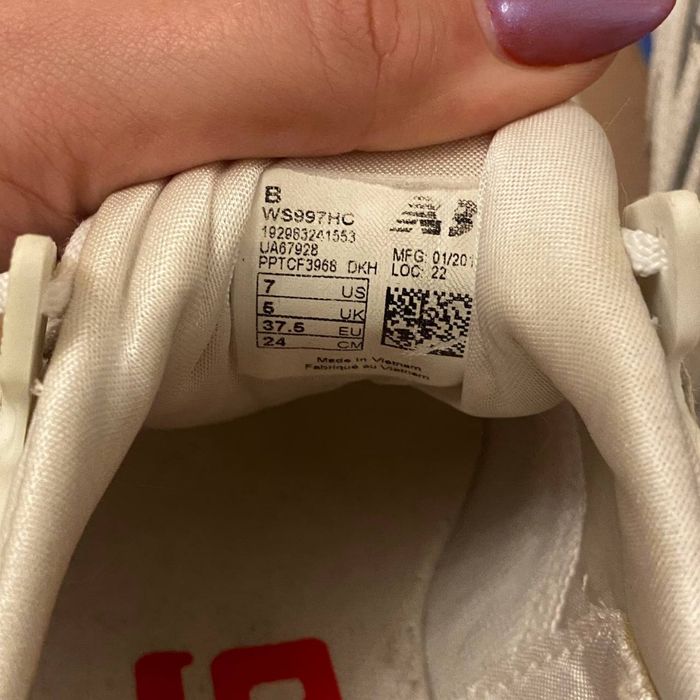 B
WS997HC
192983241553
UA67928
PPTCF3968 DKH
MFG: 01/201
LOC: 22
7 US
5 UK
37.5 EU
24 CM
Made in Vietnam
Fabriqué au Vietnam